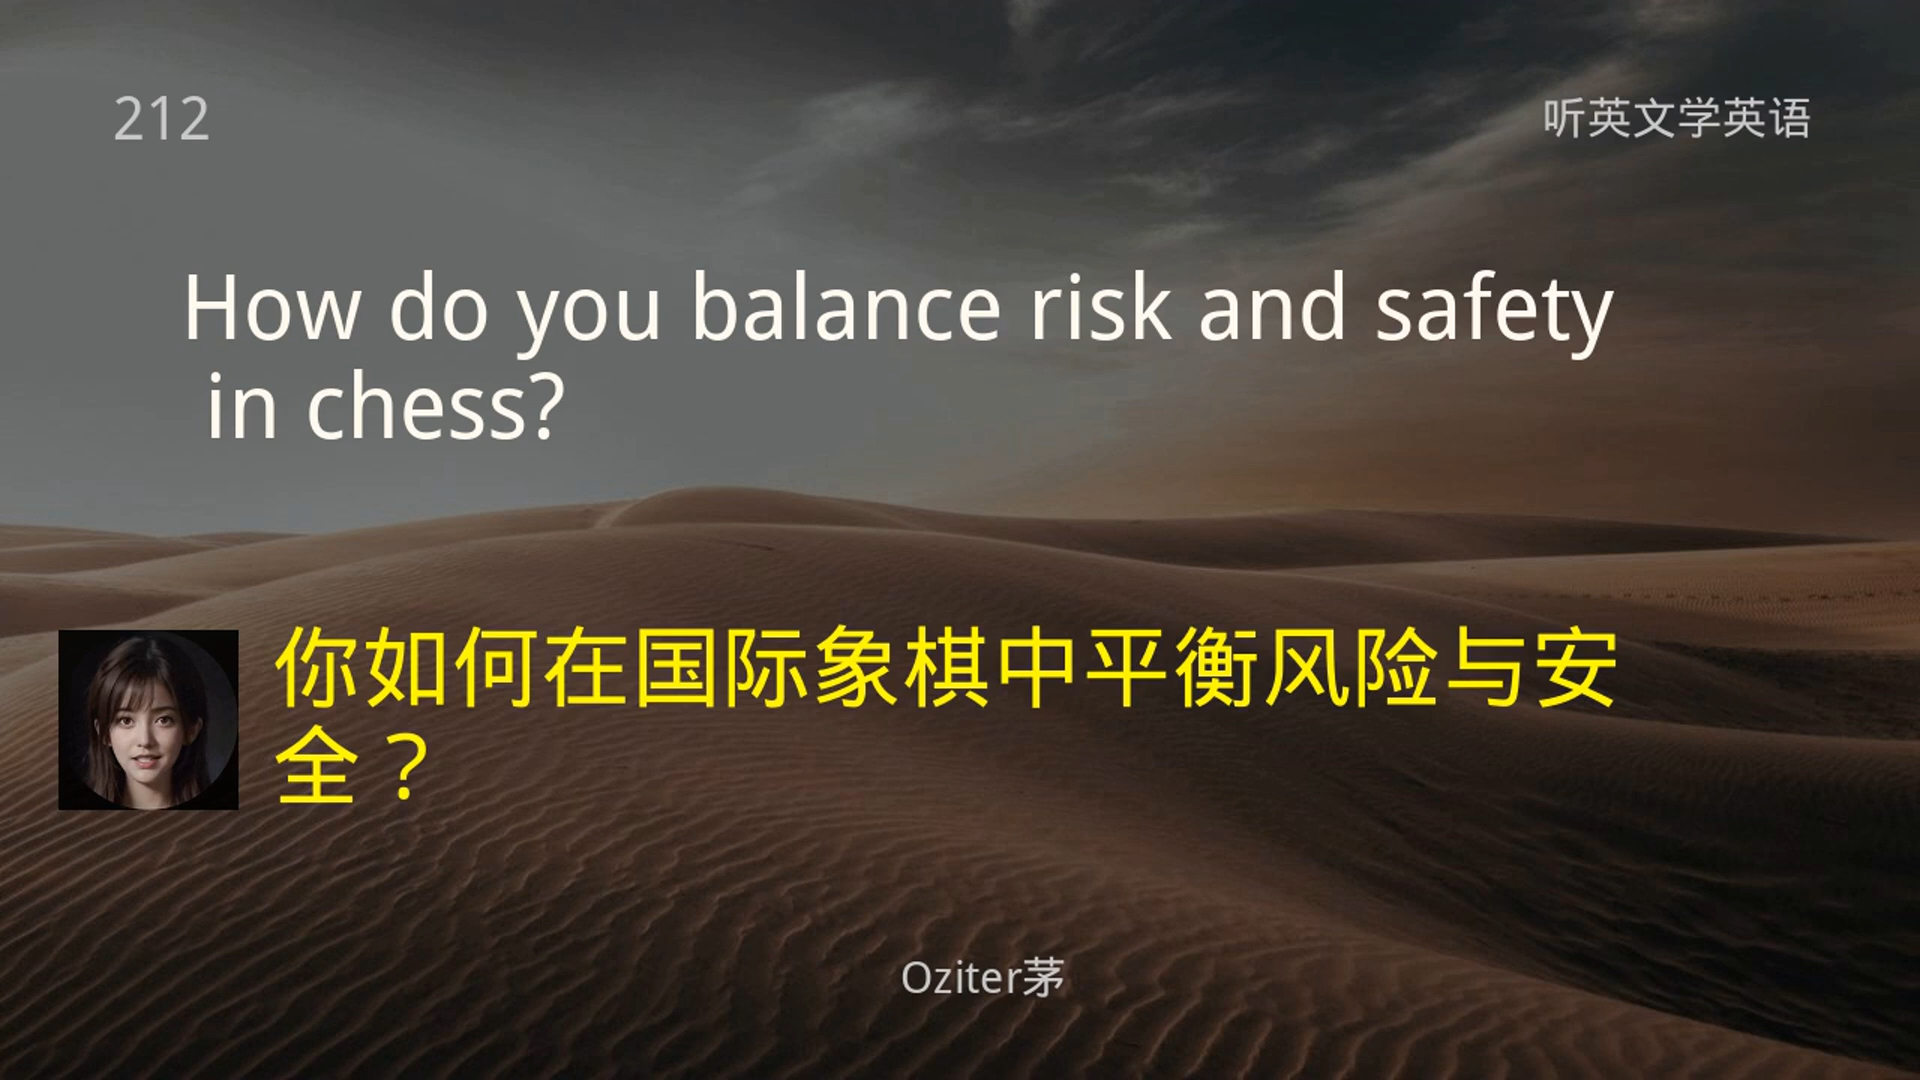 212
听英文学英语
How do you balance risk and safety
in chess?
你如何在国际象棋中平衡风险与安
全？
Oziter茅